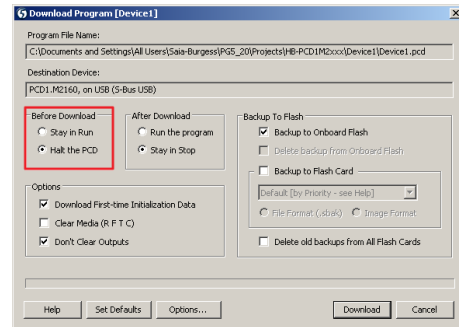 Download Program [Device1]
Program File Name:
C:\Documents and Settings\All Users\Saia-Burgess\PG5_20\Projects\HB-PCD1M2xxx\Device1\Device1.pcd
Destination Device:
PCD1.M2160, on USB (S-Bus USB)
Before Download
Stay in Run
Halt the PCD
After Download
Run the program
Stay in Stop
Options
Download First-time Initialization Data
Clear Media (R F T C)
Don't Clear Outputs
Backup To Flash
Backup to Onboard Flash
Delete backup from Onboard Flash
Backup to Flash Card
Default [by Priority - see Help]
File Format (.sbak) Image Format
Delete old backups from All Flash Cards
Help Set Defaults Options... Download Cancel